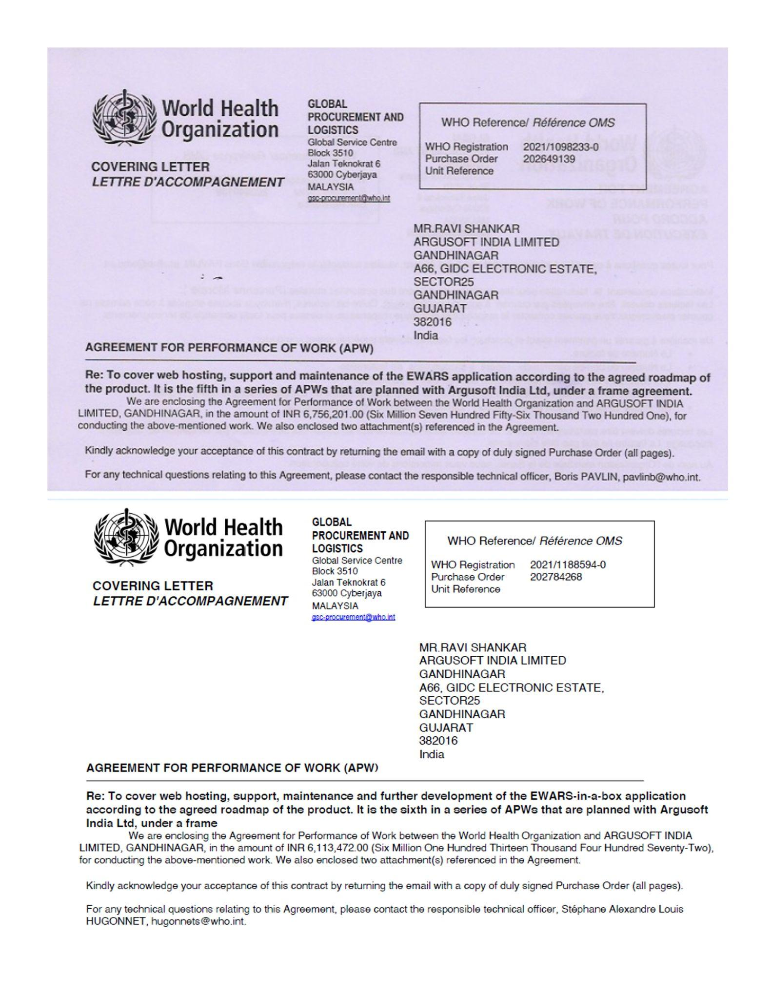 World Health
Organization
COVERING LETTER
LETTRE D'ACCOMPAGNEMENT
GLOBAL
PROCUREMENT AND
LOGISTICS
Global Service Centre
Block 3510
Jalan Teknokrat 6
63000 Cyberjaya
MALAYSIA
gsc-procurement@who.int
WHO Reference/ Référence OMS
WHO Registration 2021/1098233-0
Purchase Order 202649139
Unit Reference
MR.RAVI SHANKAR
ARGUSOFT INDIA LIMITED
GANDHINAGAR
A66, GIDC ELECTRONIC ESTATE,
SECTOR25
GANDHINAGAR
GUJARAT
382016
India
AGREEMENT FOR PERFORMANCE OF WORK (APW)
Re: To cover web hosting, support and maintenance of the EWARS application according to the agreed roadmap of
the product. It is the fifth in a series of APWs that are planned with Argusoft India Ltd, under a frame agreement.
We are enclosing the Agreement for Performance of Work between the World Health Organization and ARGUSOFT INDIA
LIMITED, GANDHINAGAR, in the amount of INR 6,756,201.00 (Six Million Seven Hundred Fifty-Six Thousand Two Hundred One), for
conducting the above-mentioned work. We also enclosed two attachment(s) referenced in the Agreement.
Kindly acknowledge your acceptance of this contract by returning the email with a copy of duly signed Purchase Order (all pages).
For any technical questions relating to this Agreement, please contact the responsible technical officer, Boris PAVLIN, pavlinb@who.int.
World Health
Organization
COVERING LETTER
LETTRE D'ACCOMPAGNEMENT
GLOBAL
PROCUREMENT AND
LOGISTICS
Global Service Centre
Block 3510
Jalan Teknokrat 6
63000 Cyberjaya
MALAYSIA
gsc-procurement@who.int
WHO Reference/ Référence OMS
WHO Registration 2021/1188594-0
Purchase Order 202784268
Unit Reference
MR.RAVI SHANKAR
ARGUSOFT INDIA LIMITED
GANDHINAGAR
A66, GIDC ELECTRONIC ESTATE,
SECTOR25
GANDHINAGAR
GUJARAT
382016
India
AGREEMENT FOR PERFORMANCE OF WORK (APW)
Re: To cover web hosting, support, maintenance and further development of the EWARS-in-a-box application
according to the agreed roadmap of the product. It is the sixth in a series of APWs that are planned with Argusoft
India Ltd, under a frame
We are enclosing the Agreement for Performance of Work between the World Health Organization and ARGUSOFT INDIA
LIMITED, GANDHINAGAR, in the amount of INR 6,113,472.00 (Six Million One Hundred Thirteen Thousand Four Hundred Seventy-Two),
for conducting the above-mentioned work. We also enclosed two attachment(s) referenced in the Agreement.
Kindly acknowledge your acceptance of this contract by returning the email with a copy of duly signed Purchase Order (all pages).
For any technical questions relating to this Agreement, please contact the responsible technical officer, Stéphane Alexandre Louis
HUGONNET, hugonnets@who.int.